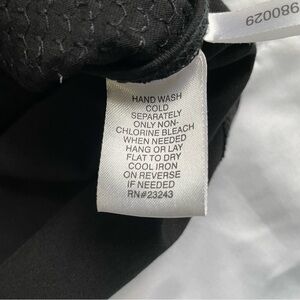 HAND WASH
COLD
SEPARATELY
ONLY NON-
CHLORINE BLEACH
WHEN NEEDED
HANG OR LAY
FLAT TO DRY
COOL IRON
ON REVERSE
IF NEEDED
RN#23243
980029